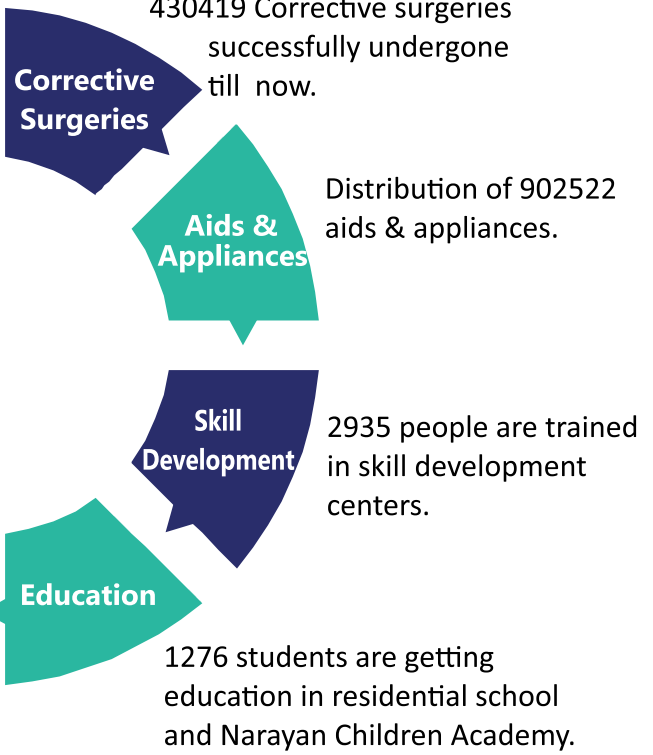 430419 Corrective surgeries
successfully undergone
till now.
Corrective
Surgeries
Distribution of 902522
aids & appliances.
Aids &
Appliances
2935 people are trained
in skill development
centers.
Skill
Development
Education
1276 students are getting
education in residential school
and Narayan Children Academy.